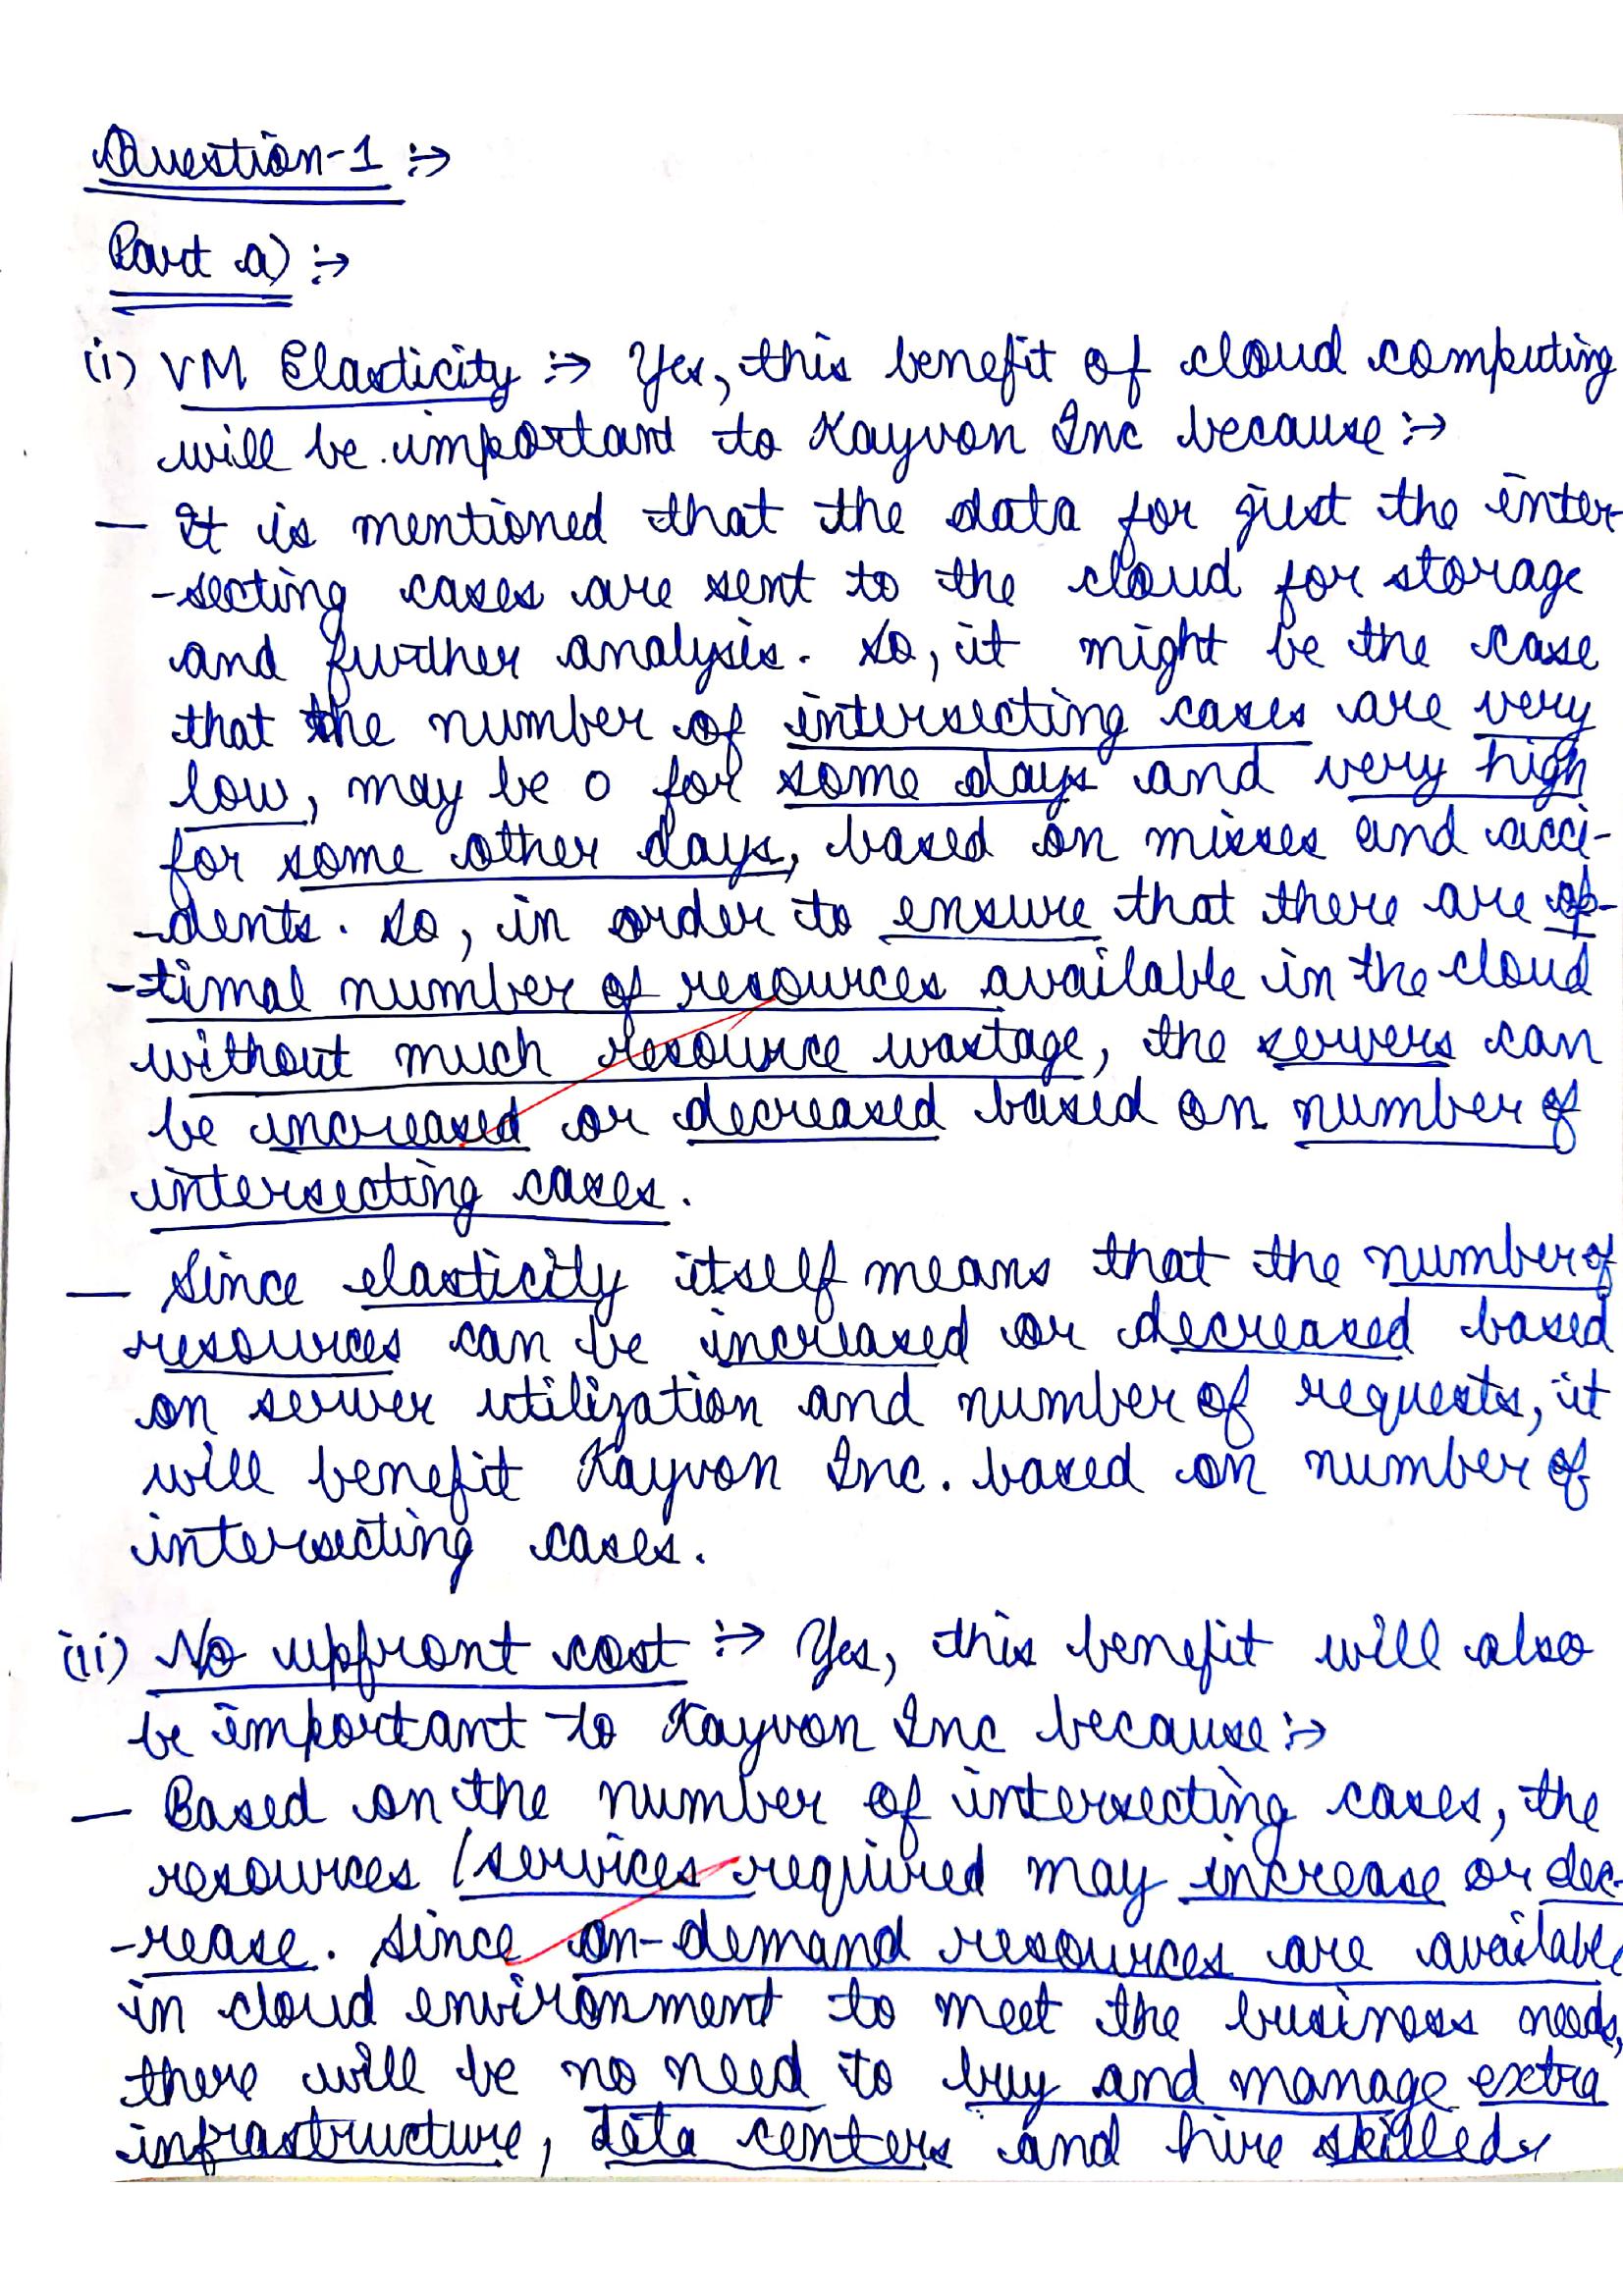 Question-1 :→
Part a) :→
(i) VM Elasticity :→ Yes, this benefit of cloud computing
will be important to Kayvon Inc because :→
— It is mentioned that the data for just the inter-
-secting cases are sent to the cloud for storage
and further analysis. So, it might be the case
that the number of intersecting cases are very
low, may be 0 for some days and very high
for some other days, based on misses and acci-
-dents. So, in order to ensure that there are op-
-timal number of resources available in the cloud
without much resource wastage, the servers can
be increased or decreased based on number of
intersecting cases.
— Since elasticity itself means that the number of
resources can be increased or decreased based
on server utilization and number of requests, it
will benefit Kayvon Inc. based on number of
intersecting cases.
(ii) No upfront cost :→ Yes, this benefit will also
be important to Kayvon Inc because :→
— Based on the number of intersecting cases, the
resources / services required may increase or dec-
-rease. Since on-demand resources are available
in cloud environment to meet the business needs,
there will be no need to buy and manage extra
infrastructure, data centers and hire skilled